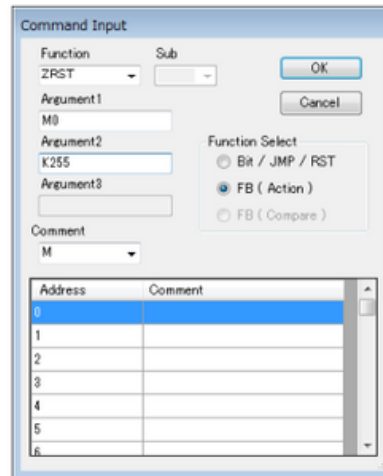 Command Input
Function Sub
ZRST
OK
Argument1
Cancel
M0
Argument2
Function Select
K255
Bit / JMP / RST
Argument3
FB ( Action )
FB ( Compare )
Comment
M
Address Comment
0
1
2
3
4
5
6